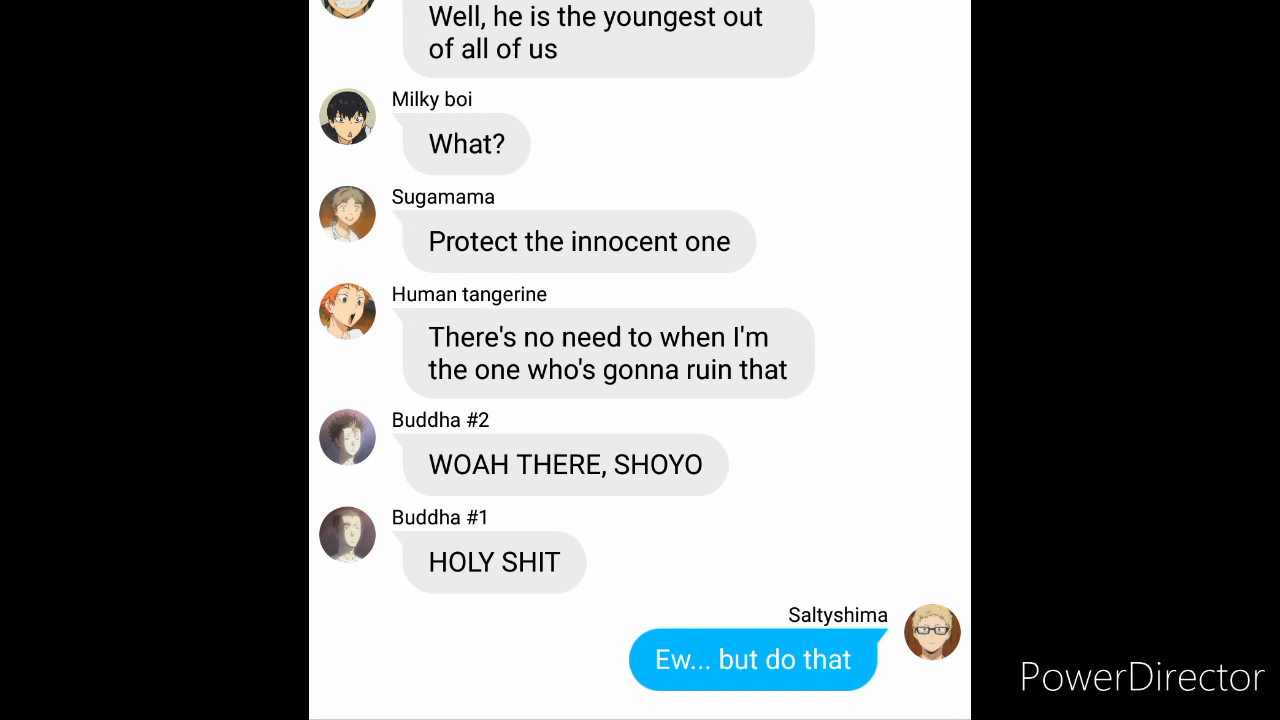 Well, he is the youngest out
of all of us
Milky boi
What?
Sugamama
Protect the innocent one
Human tangerine
There's no need to when I'm
the one who's gonna ruin that
Buddha #2
WOAH THERE, SHOYO
Buddha #1
HOLY SHIT
Saltyshima
Ew... but do that
PowerDirector